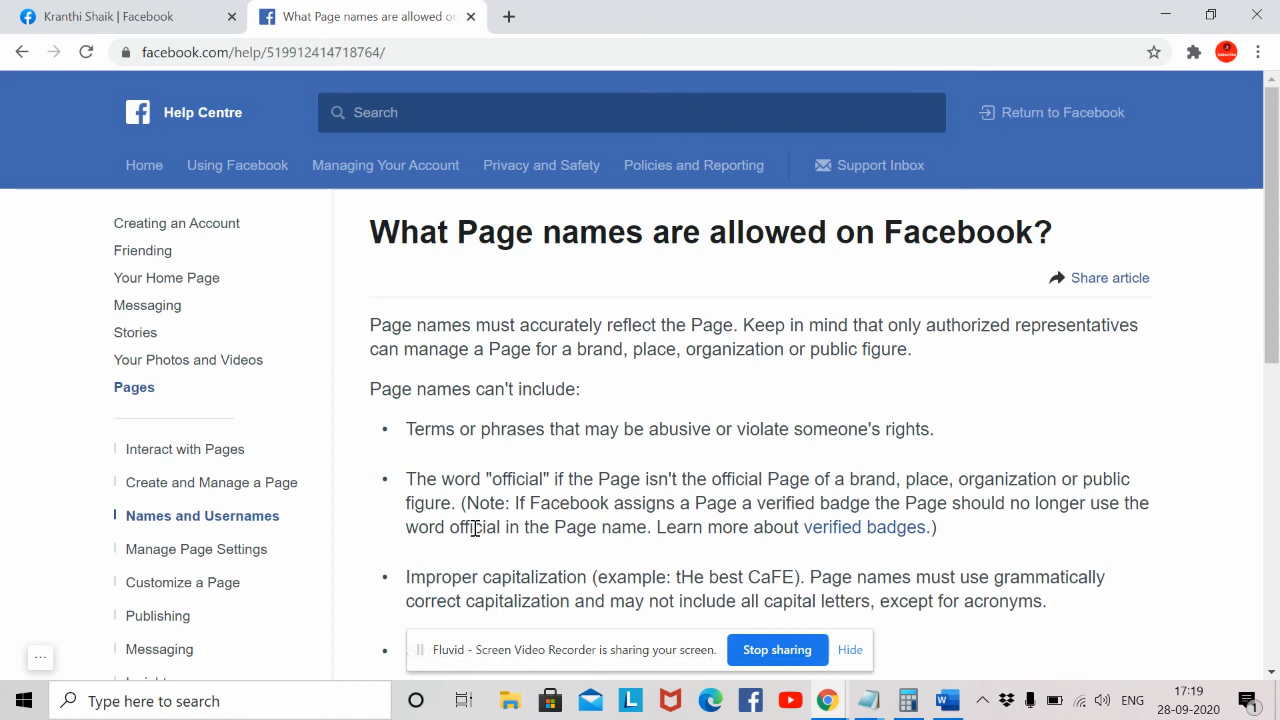 Kranthi Shaik | Facebook
What Page names are allowed on
facebook.com/help/519912414718764/
Help Centre
Search
Return to Facebook
Home
Using Facebook
Managing Your Account
Privacy and Safety
Policies and Reporting
Support Inbox
Creating an Account
Friending
Your Home Page
Messaging
Stories
Your Photos and Videos
Pages
Interact with Pages
Create and Manage a Page
Names and Usernames
Manage Page Settings
Customize a Page
Publishing
Messaging
What Page names are allowed on Facebook?
Share article
Page names must accurately reflect the Page. Keep in mind that only authorized representatives
can manage a Page for a brand, place, organization or public figure.
Page names can't include:
• Terms or phrases that may be abusive or violate someone's rights.
• The word "official" if the Page isn't the official Page of a brand, place, organization or public
figure. (Note: If Facebook assigns a Page a verified badge the Page should no longer use the
word official in the Page name. Learn more about verified badges.)
• Improper capitalization (example: tHe best CaFE). Page names must use grammatically
correct capitalization and may not include all capital letters, except for acronyms.
Fluvid - Screen Video Recorder is sharing your screen.
Stop sharing
Hide
Type here to search
ENG
17:19
28-09-2020